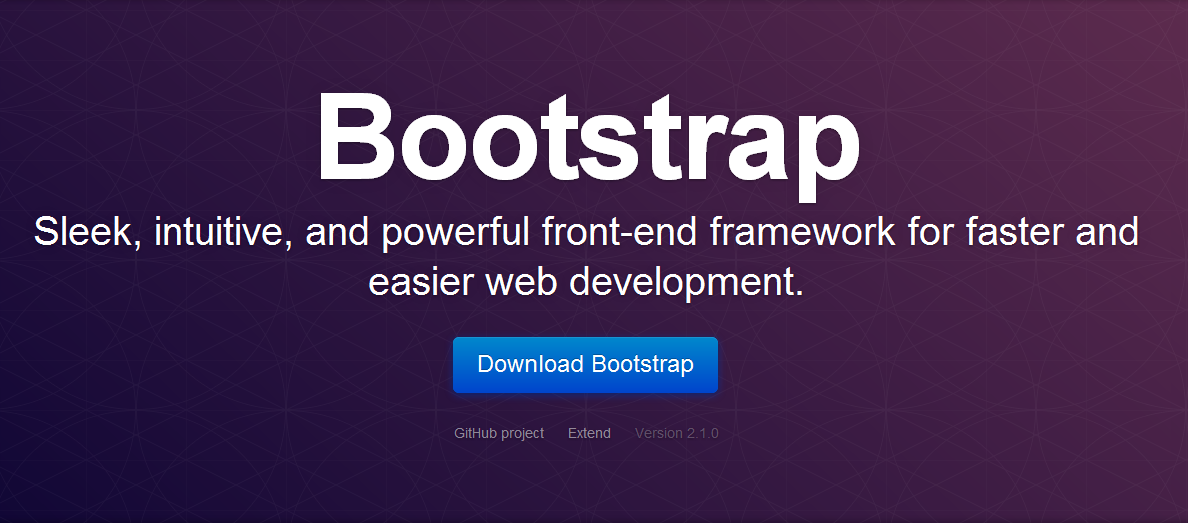 Bootstrap
Sleek, intuitive, and powerful front-end framework for faster and
easier web development.
Download Bootstrap
GitHub project Extend Version 2.1.0